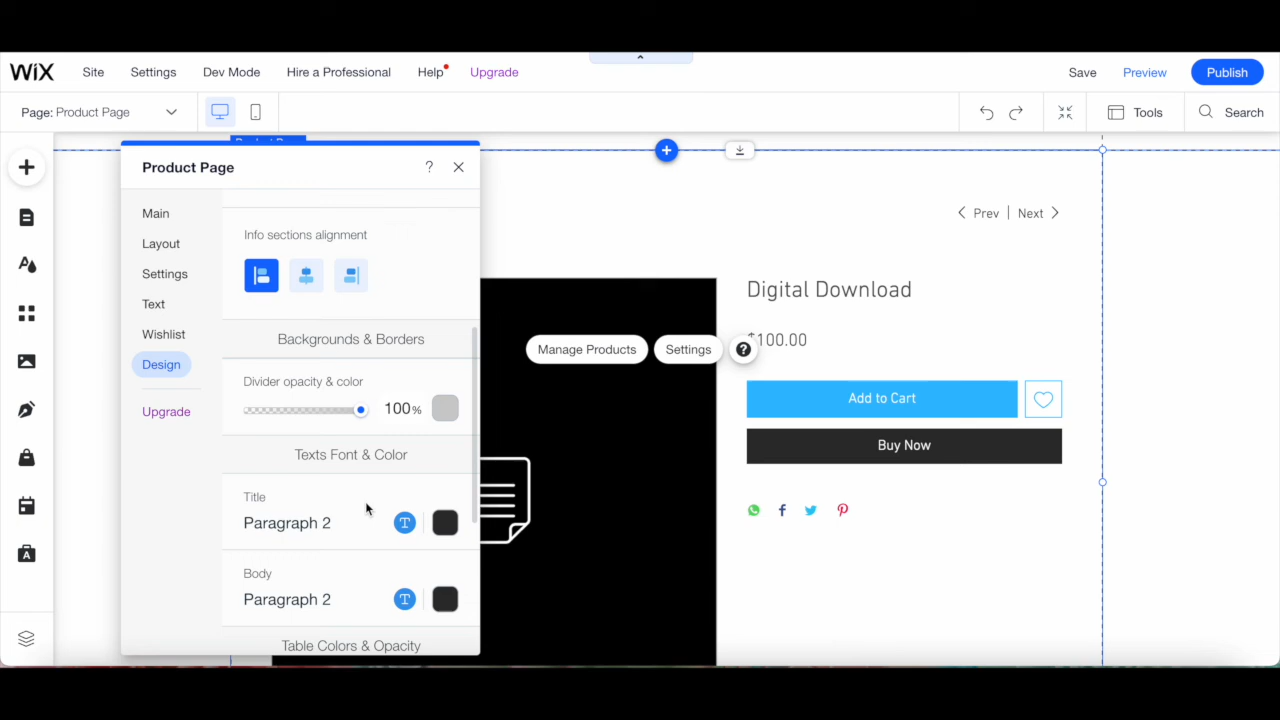 WiX Site Settings Dev Mode Hire a Professional Help Upgrade Save Preview Publish
Page: Product Page Tools Search
Product Page ?
Main
Layout
Settings
Text
Wishlist
Design
Upgrade
Info sections alignment
Backgrounds & Borders
Divider opacity & color
100%
Texts Font & Color
Title
Paragraph 2 T
Body
Paragraph 2 T
Table Colors & Opacity
Manage Products Settings ?
Prev | Next
Digital Download
$100.00
Add to Cart
Buy Now